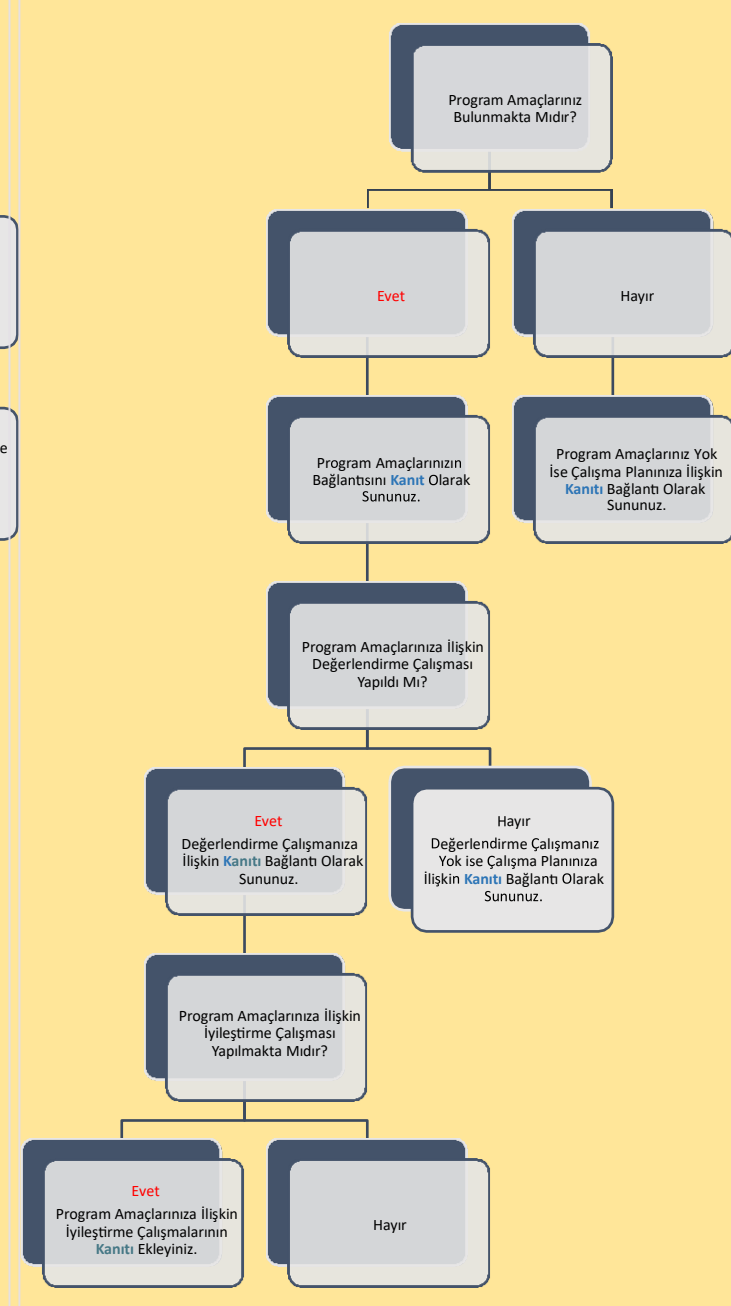 Program Amaçlarınız
Bulunmakta Mıdır?
Evet
Hayır
Program Amaçlarınızın
Bağlantısını Kanıt Olarak
Sununuz.
Program Amaçlarınız Yok
İse Çalışma Planınıza İlişkin
Kanıtı Bağlantı Olarak
Sununuz.
e
Program Amaçlarınıza İlişkin
Değerlendirme Çalışması
Yapıldı Mı?
Evet
Değerlendirme Çalışmanıza
İlişkin Kanıtı Bağlantı Olarak
Sununuz.
Hayır
Değerlendirme Çalışmanız
Yok ise Çalışma Planınıza
İlişkin Kanıtı Bağlantı Olarak
Sununuz.
Program Amaçlarınıza İlişkin
İyileştirme Çalışması
Yapılmakta Mıdır?
Evet
Program Amaçlarınıza İlişkin
İyileştirme Çalışmalarının
Kanıtı Ekleyiniz.
Hayır